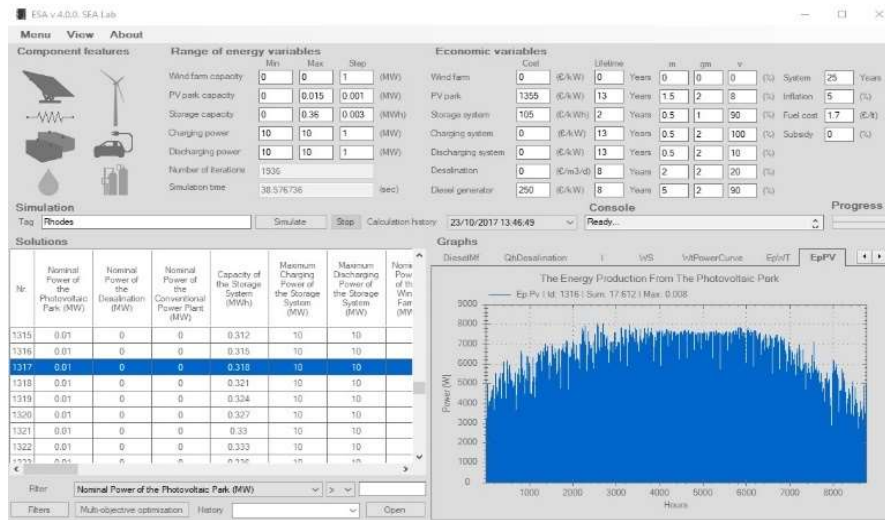 ESA v.4.0.0. SEA Lab
Menu View About
Component features
Range of energy variables
Min Max Step
Wind farm capacity 0 0 1 (MW)
PV park capacity 0 0.015 0.001 (MW)
Storage capacity 0 0.36 0.003 (MWh)
Charging power 10 10 1 (MW)
Discharging power 10 10 1 (MW)
Number of iterations 1936
Simulation time 38.576736 (sec)
Economic variables
Cost Lifetime m gm v
Wind farm 0 (€/kW) 0 Years 0 0 0 (%) System 25 Years
PV park 1355 (€/kW) 13 Years 1.5 2 8 (%) Inflation 5 (%)
Storage system 105 (€/kWh) 2 Years 0.5 1 90 (%) Fuel cost 1.7 (€/lt)
Charging system 0 (€/kW) 13 Years 0.5 2 100 (%) Subsidy 0 (%)
Discharging system 0 (€/kW) 13 Years 0.5 2 10 (%)
Desalination 0 (€/m3/d) 8 Years 2 2 20 (%)
Diesel generator 250 (€/kW) 8 Years 5 2 90 (%)
Simulation
Console
Progress
Tag Rhodes Simulate Stop Calculation history 23/10/2017 13:46:49 Ready...
Solutions
Nr. Nominal Power of the Photovoltaic Park (MW) Nominal Power of the Desalination (MW) Nominal Power of the Conventional Power Plant (MW) Capacity of the Storage System (MWh) Maximum Charging Power of the Storage System (MW) Maximum Discharging Power of the Storage System (MW)
1315 0.01 0 0 0.312 10 10
1316 0.01 0 0 0.315 10 10
1317 0.01 0 0 0.318 10 10
1318 0.01 0 0 0.321 10 10
1319 0.01 0 0 0.324 10 10
1320 0.01 0 0 0.327 10 10
1321 0.01 0 0 0.33 10 10
1322 0.01 0 0 0.333 10 10
Filter Nominal Power of the Photovoltaic Park (MW) >
Filters Multi-objective optimization History Open
Graphs
DieselMf QhDesalination I WS WtPowerCurve EpWT EpPV
The Energy Production From The Photovoltaic Park
Ep Pv | Id: 1316 | Sum: 17.612 | Max: 0.008
Power [W]
9000
8000
7000
6000
5000
4000
3000
2000
1000
0
1000 2000 3000 4000 5000 6000 7000 8000
Hours